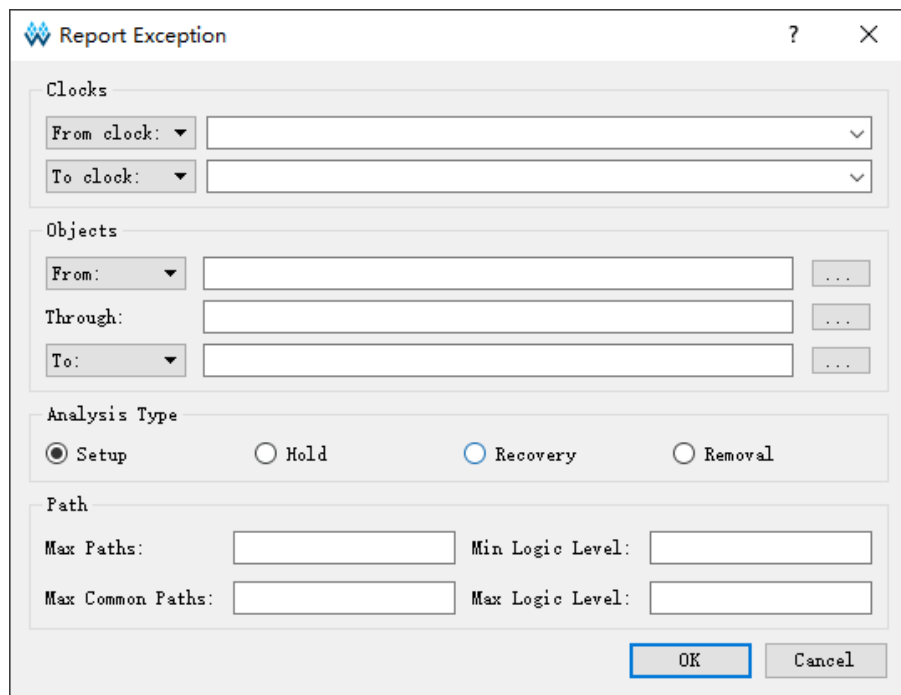 Report Exception
Clocks
From clock:
To clock:
Objects
From: ...
Through: ...
To: ...
Analysis Type
Setup Hold Recovery Removal
Path
Max Paths: Min Logic Level:
Max Common Paths: Max Logic Level:
OK Cancel